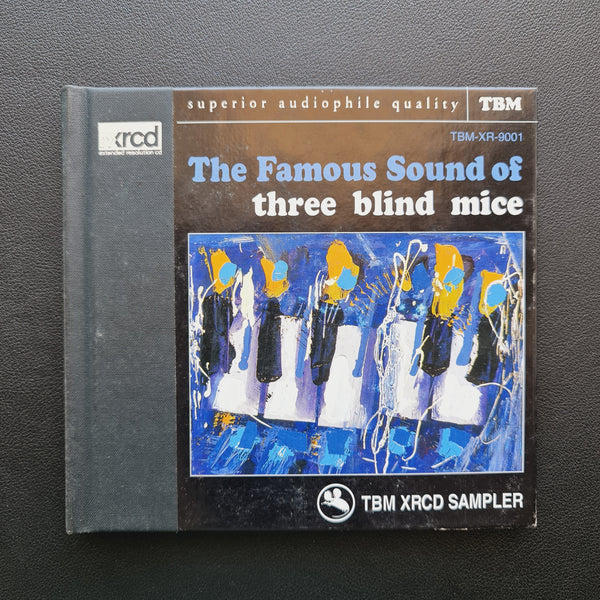 superior audiophile quality TBM
xrcd
extended resolution cd
TBM-XR-9001
The Famous Sound of
three blind mice
TBM XRCD SAMPLER